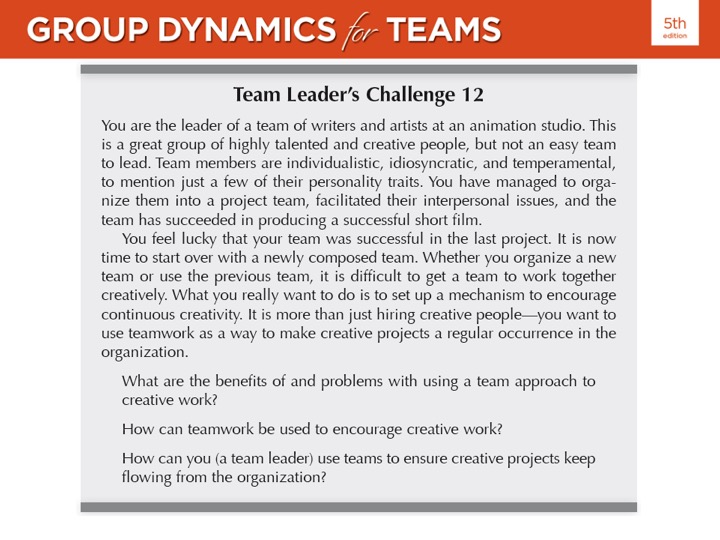 GROUP DYNAMICS for TEAMS
5th
edition
Team Leader's Challenge 12
You are the leader of a team of writers and artists at an animation studio. This
is a great group of highly talented and creative people, but not an easy team
to lead. Team members are individualistic, idiosyncratic, and temperamental,
to mention just a few of their personality traits. You have managed to orga-
nize them into a project team, facilitated their interpersonal issues, and the
team has succeeded in producing a successful short film.
You feel lucky that your team was successful in the last project. It is now
time to start over with a newly composed team. Whether you organize a new
team or use the previous team, it is difficult to get a team to work together
creatively. What you really want to do is to set up a mechanism to encourage
continuous creativity. It is more than just hiring creative people—you want to
use teamwork as a way to make creative projects a regular occurrence in the
organization.
What are the benefits of and problems with using a team approach to
creative work?
How can teamwork be used to encourage creative work?
How can you (a team leader) use teams to ensure creative projects keep
flowing from the organization?